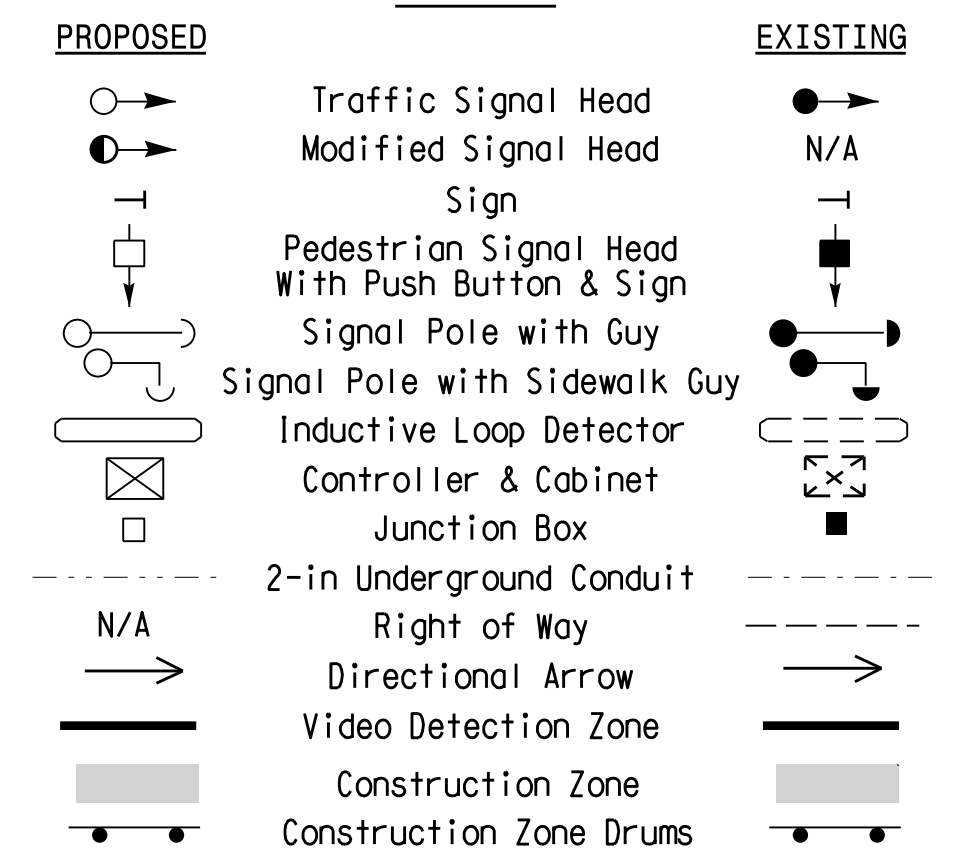 PROPOSED EXISTING
Traffic Signal Head
Modified Signal Head N/A
Sign
Pedestrian Signal Head
With Push Button & Sign
Signal Pole with Guy
Signal Pole with Sidewalk Guy
Inductive Loop Detector
Controller & Cabinet
Junction Box
2-in Underground Conduit
N/A Right of Way
Directional Arrow
Video Detection Zone
Construction Zone
Construction Zone Drums